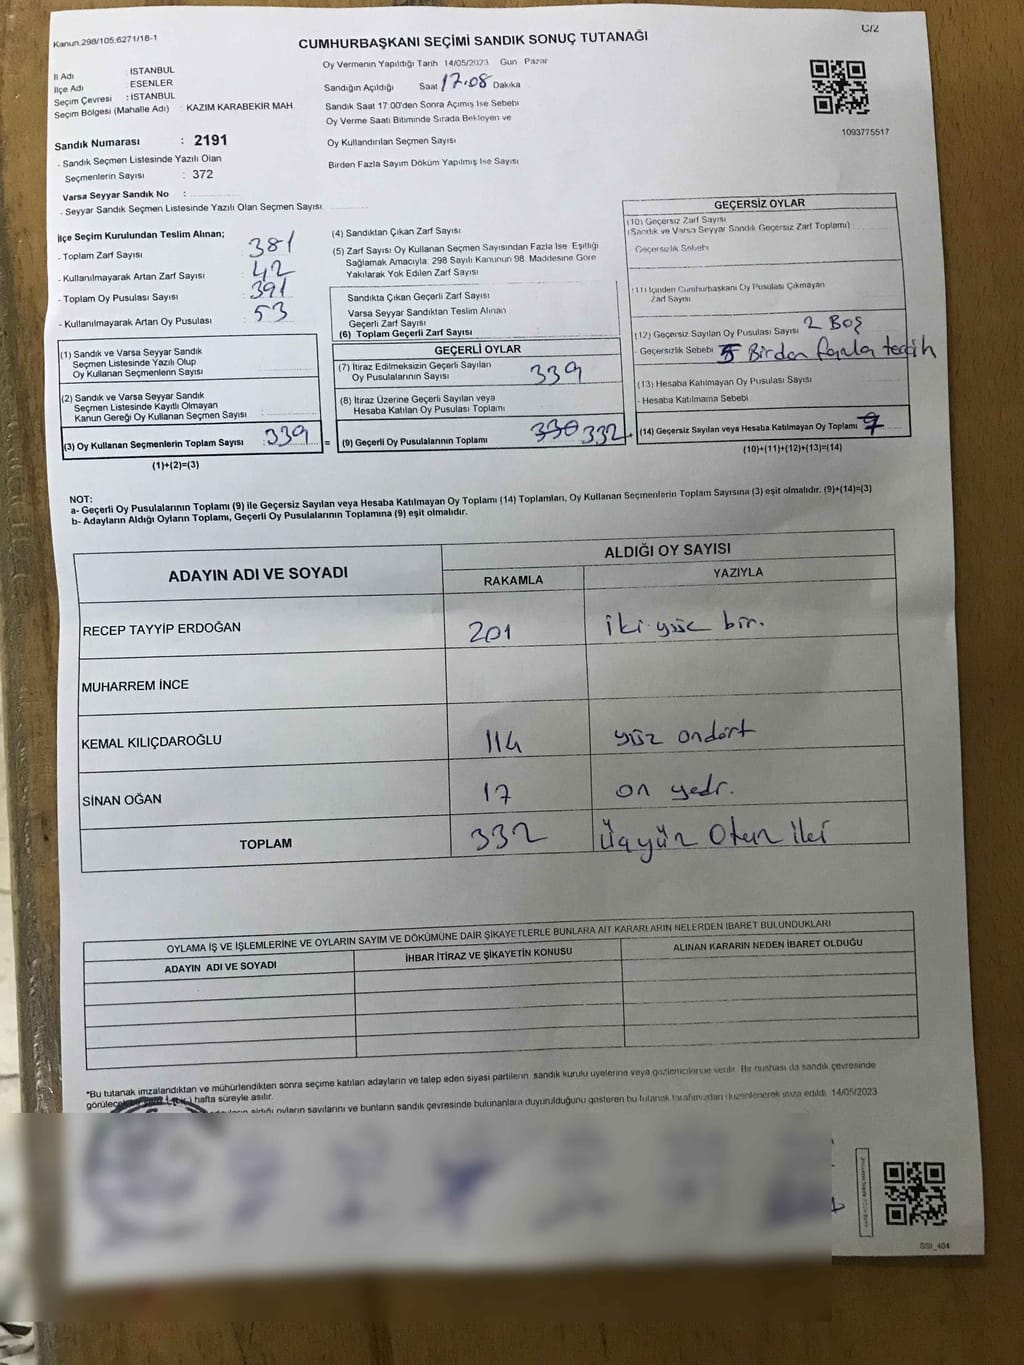 Kanun:298/105;6271/18-1
C/2
CUMHURBAŞKANI SEÇİMİ SANDIK SONUÇ TUTANAĞI
İl Adı : İSTANBUL
İlçe Adı ESENLER
Seçim Çevresi : İSTANBUL
Seçim Bölgesi (Mahalle Adı) : KAZIM KARABEKİR MAH.
Oy Vermenin Yapıldığı Tarih 14/05/2023 Gün Pazar
Sandığın Açıldığı Saat 17.08 Dakika
Sandık Saat 17:00'den Sonra Açmış İse Sebebi
Oy Verme Saati Bitiminde Sırada Bekleyen ve
Oy Kullandırılan Seçmen Sayısı
Birden Fazla Sayım Döküm Yapılmış İse Sayısı
1093775517
Sandık Numarası : 2191
- Sandık Seçmen Listesinde Yazılı Olan
Seçmenlerin Sayısı : 372
Varsa Seyyar Sandık No :
- Seyyar Sandık Seçmen Listesinde Yazılı Olan Seçmen Sayısı:
İlçe Seçim Kurulundan Teslim Alınan;
- Toplam Zarf Sayısı : 381
- Kullanılmayarak Artan Zarf Sayısı : 42
- Toplam Oy Pusulası Sayısı : 391
- Kullanılmayarak Artan Oy Pusulası : 53
(1) Sandık ve Varsa Seyyar Sandık
Seçmen Listesinde Yazılı Olup
Oy Kullanan Seçmenlerin Sayısı :
(2) Sandık ve Varsa Seyyar Sandık
Seçmen Listesinde Kayıtlı Olmayan
Kanun Gereği Oy Kullanan Seçmen Sayısı :
(3) Oy Kullanan Seçmenlerin Toplam Sayısı : 339
(1)+(2)=(3)
(4) Sandıktan Çıkan Zarf Sayısı
(5) Zarf Sayısı Oy Kullanan Seçmen Sayısından Fazla İse Eşitliği
Sağlamak Amacıyla; 298 Sayılı Kanunun 98. Maddesine Göre
Yakılarak Yok Edilen Zarf Sayısı
Sandıkta Çıkan Geçerli Zarf Sayısı
Varsa Seyyar Sandıktan Teslim Alınan
Geçerli Zarf Sayısı
(6) Toplam Geçerli Zarf Sayısı
GEÇERLİ OYLAR
(7) İtiraz Edilmeksizin Geçerli Sayılan
Oy Pusulalarının Sayısı 339
(8) İtiraz Üzerine Geçerli Sayılan veya
Hesaba Katılan Oy Pusulası Toplamı
= (9) Geçerli Oy Pusulalarının Toplamı 332 +
GEÇERSİZ OYLAR
(10) Geçersiz Zarf Sayısı
(Sandık ve Varsa Seyyar Sandık Geçersiz Zarf Toplamı)
Geçersizlik Sebebi
(11) İçinden Cumhurbaşkanı Oy Pusulası Çıkmayan
Zarf Sayısı
(12) Geçersiz Sayılan Oy Pusulası Sayısı 2 Boş
- Geçersizlik Sebebi 5 Birden fazla tercih
(13) Hesaba Katılmayan Oy Pusulası Sayısı
- Hesaba Katılmama Sebebi
(14) Geçersiz Sayılan veya Hesaba Katılmayan Oy Toplamı 7
(10)+(11)+(12)+(13)=(14)
NOT:
a- Geçerli Oy Pusulalarının Toplamı (9) ile Geçersiz Sayılan veya Hesaba Katılmayan Oy Toplamı (14) Toplamları, Oy Kullanan Seçmenlerin Toplam Sayısına (3) eşit olmalıdır. (9)+(14)=(3)
b- Adayların Aldığı Oyların Toplamı, Geçerli Oy Pusulalarının Toplamına (9) eşit olmalıdır.
ADAYIN ADI VE SOYADI
ALDIĞI OY SAYISI
RAKAMLA YAZIYLA
RECEP TAYYİP ERDOĞAN 201 iki yüz bir.
MUHARREM İNCE
KEMAL KILIÇDAROĞLU 114 yüz ondört
SİNAN OĞAN 17 on yedi.
TOPLAM 332 Üçyüz Otuz iki
OYLAMA İŞ VE İŞLEMLERİNE VE OYLARIN SAYIM VE DÖKÜMÜNE DAİR ŞİKAYETLERLE BUNLARA AİT KARARLARIN NELERDEN İBARET BULUNDUKLARI
ADAYIN ADI VE SOYADI İHBAR İTİRAZ VE ŞİKAYETİN KONUSU ALINAN KARARIN NEDEN İBARET OLDUĞU
*Bu tutanak imzalandıktan ve mühürlendikten sonra seçime katılan adayların ve talep eden siyasi partilerin sandık kurulu üyelerine veya gözlemcilerine verilir. Bir nüshası da sandık çevresinde
hafta süreyle asılır.
aldığı oyların sayılarını ve bunların sandık çevresinde bulunanlara duyurulduğunu gösteren bu tutanak tarafımızdan düzenlenerek imza edildi. 14/05/2023
SSI_404